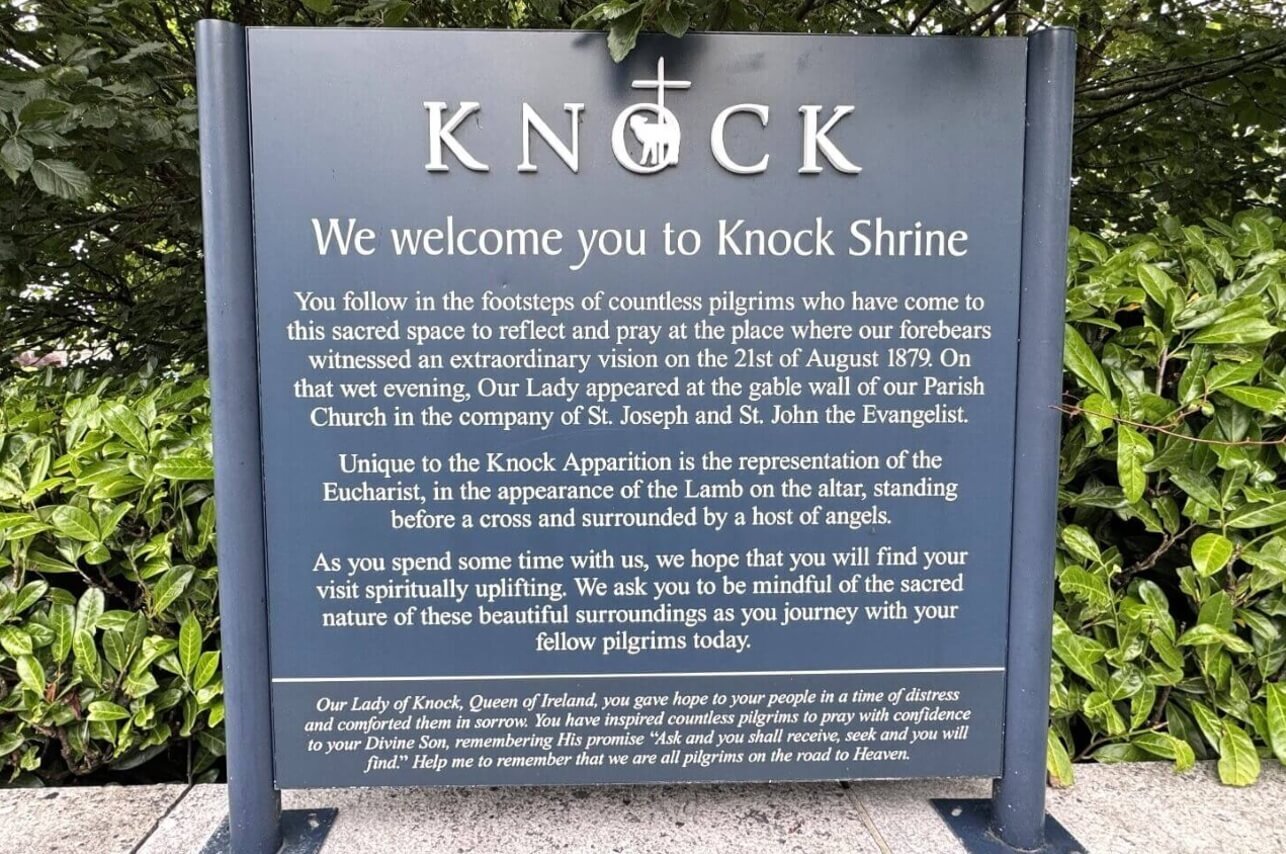 KNOCK
We welcome you to Knock Shrine
You follow in the footsteps of countless pilgrims who have come to
this sacred space to reflect and pray at the place where our forebears
witnessed an extraordinary vision on the 21st of August 1879. On
that wet evening, Our Lady appeared at the gable wall of our Parish
Church in the company of St. Joseph and St. John the Evangelist.
Unique to the Knock Apparition is the representation of the
Eucharist, in the appearance of the Lamb on the altar, standing
before a cross and surrounded by a host of angels.
As you spend some time with us, we hope that you will find your
visit spiritually uplifting. We ask you to be mindful of the sacred
nature of these beautiful surroundings as you journey with your
fellow pilgrims today.
Our Lady of Knock, Queen of Ireland, you gave hope to your people in a time of distress
and comforted them in sorrow. You have inspired countless pilgrims to pray with confidence
to your Divine Son, remembering His promise “Ask and you shall receive, seek and you will
find.” Help me to remember that we are all pilgrims on the road to Heaven.